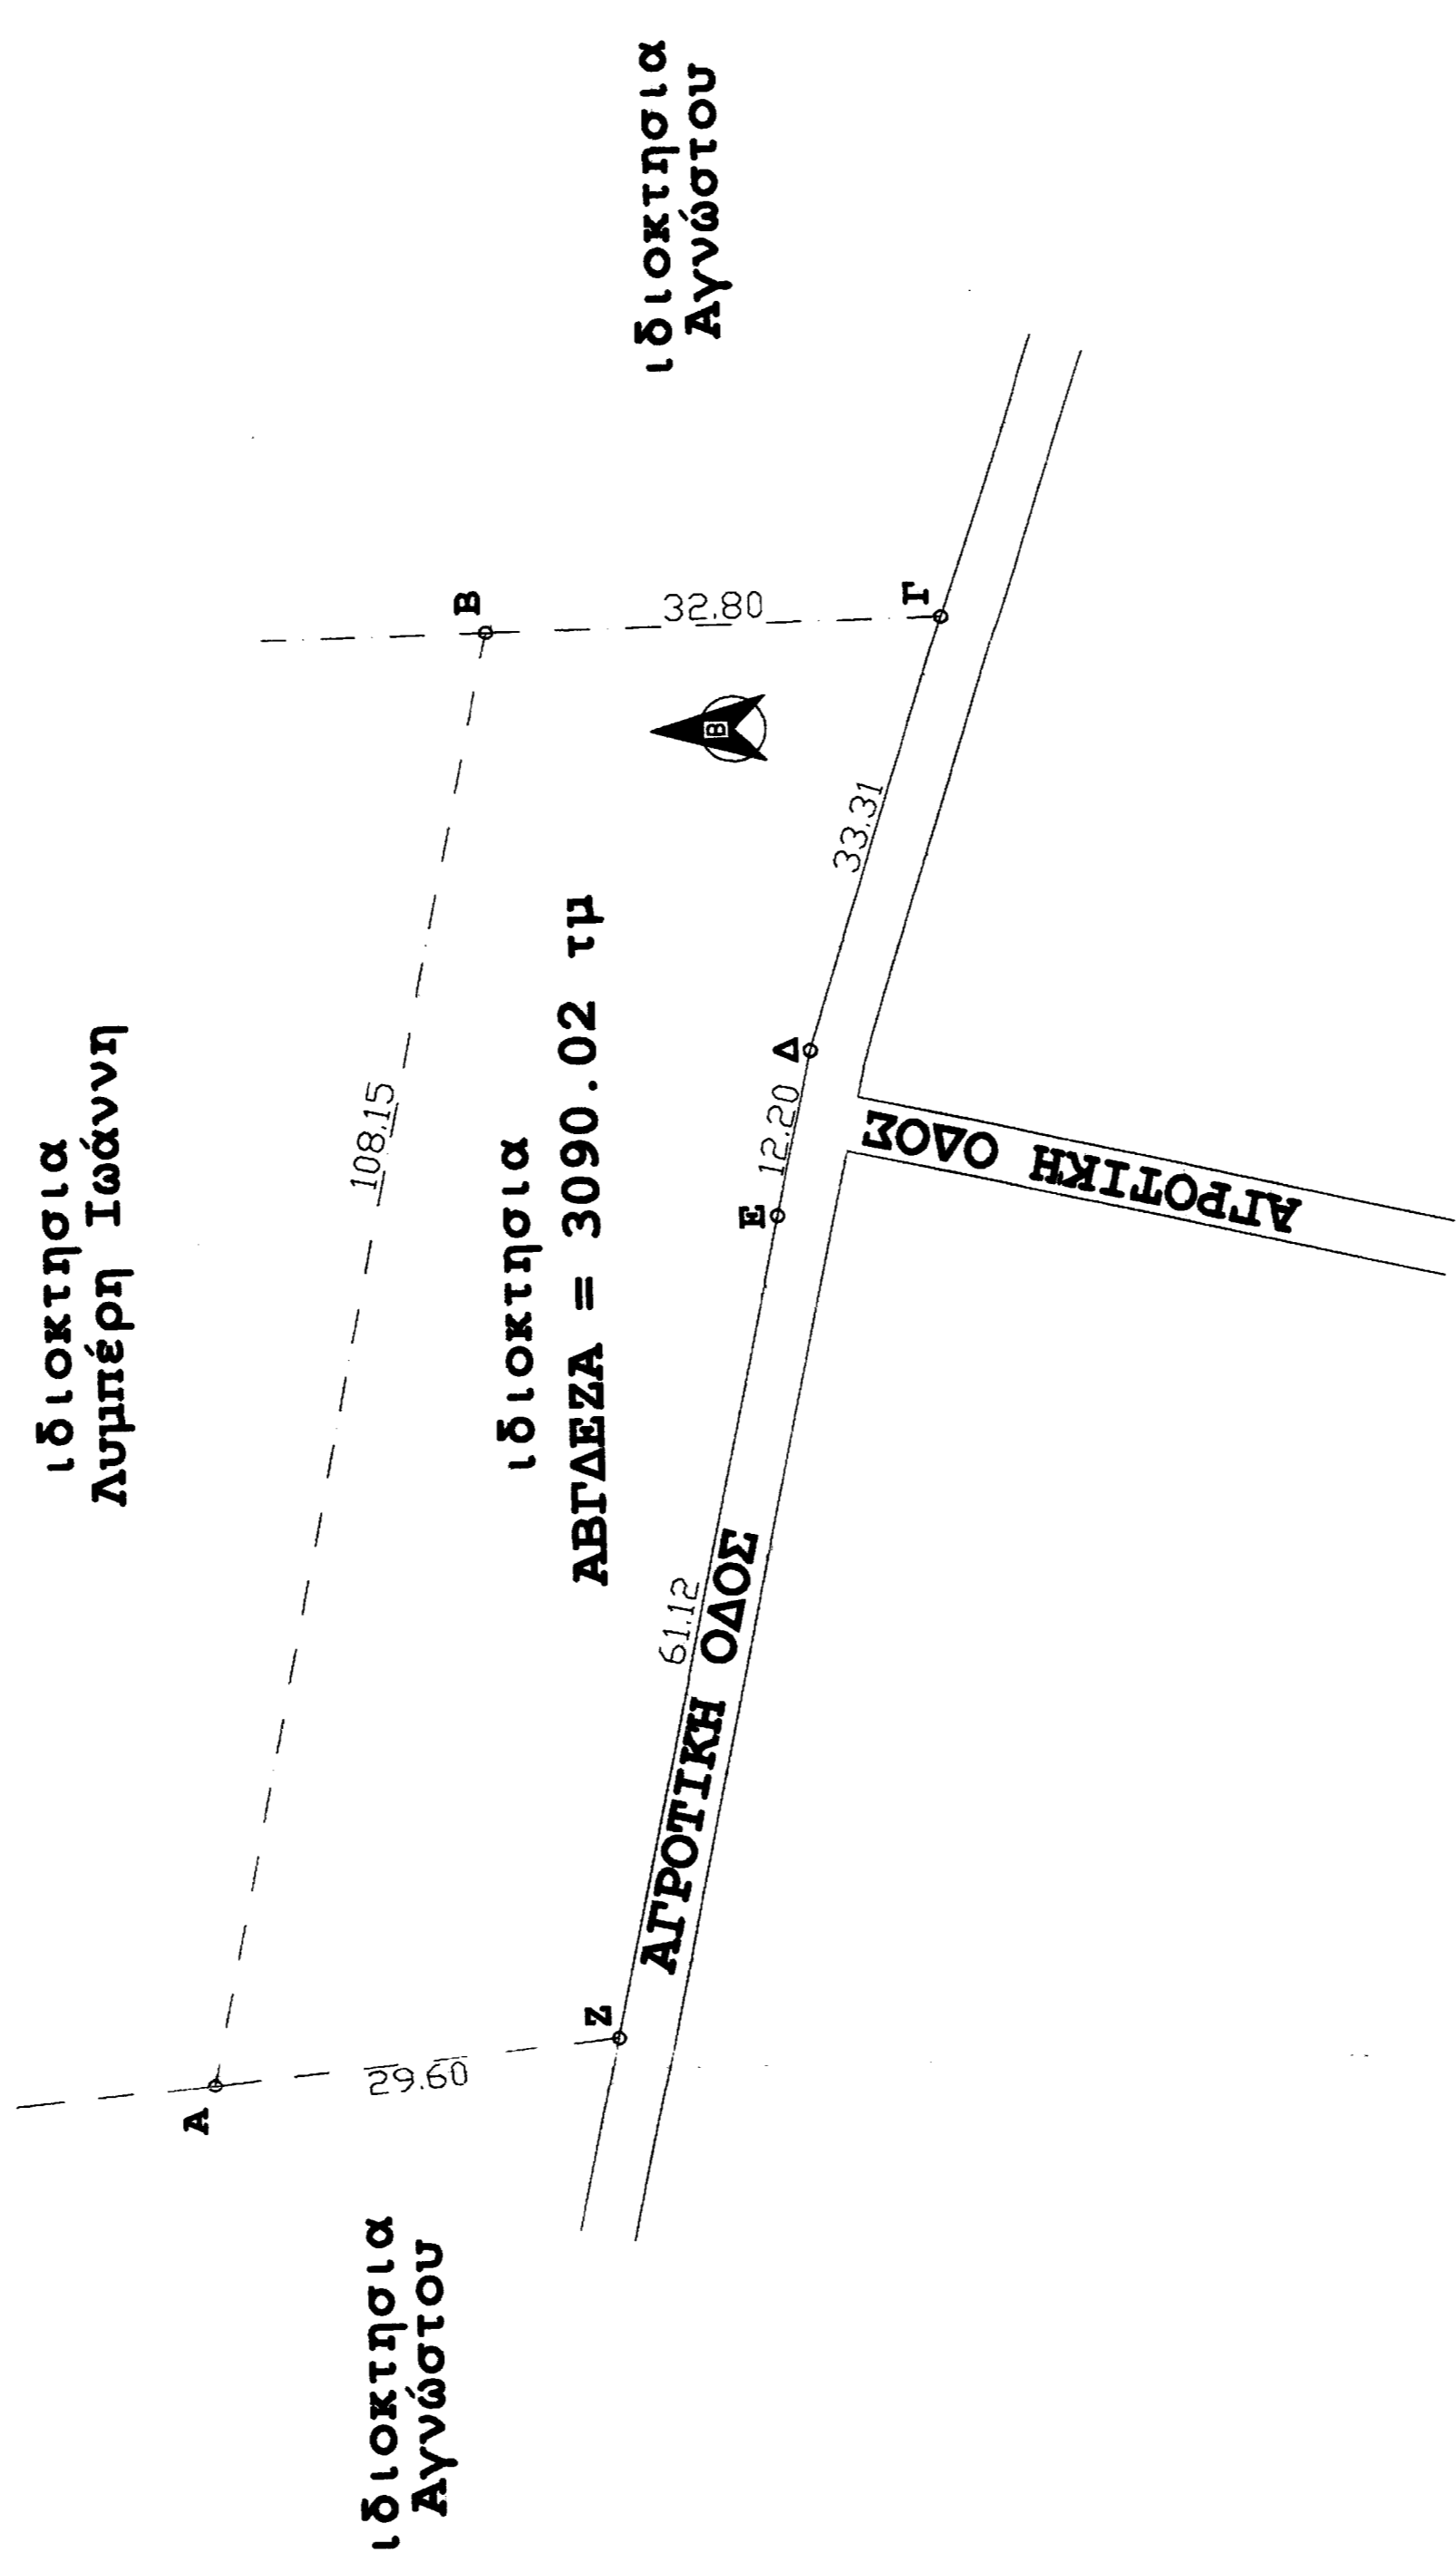 ιδιοκτησια
Λυμπέρη Ιωάννη
ιδιοκτησια
Αγνώστου
Α
Β
108.15
29.60
32.80
Β
ιδιοκτησια
ΑΒΓΔΕΖΑ = 3090.02 τμ
ιδιοκτησια
Αγνώστου
Ζ
Ε
Δ
Γ
61.12
12.20
33.31
ΑΓΡΟΤΙΚΗ ΟΔΟΣ
ΑΓΡΟΤΙΚΗ ΟΔΟΣ